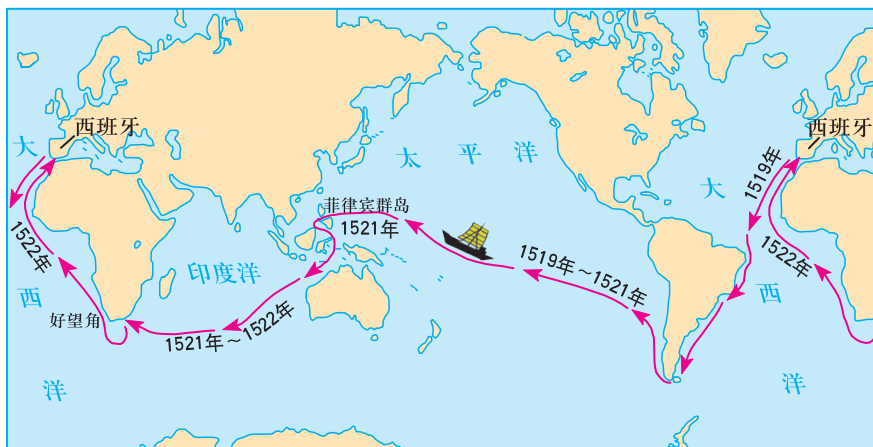 西班牙
西班牙
大
太平洋
1519年
大
菲律宾群岛
1521年
1522年
1522年
印度洋
1519年～1521年
西
西
好望角
1521年～1522年
洋
洋